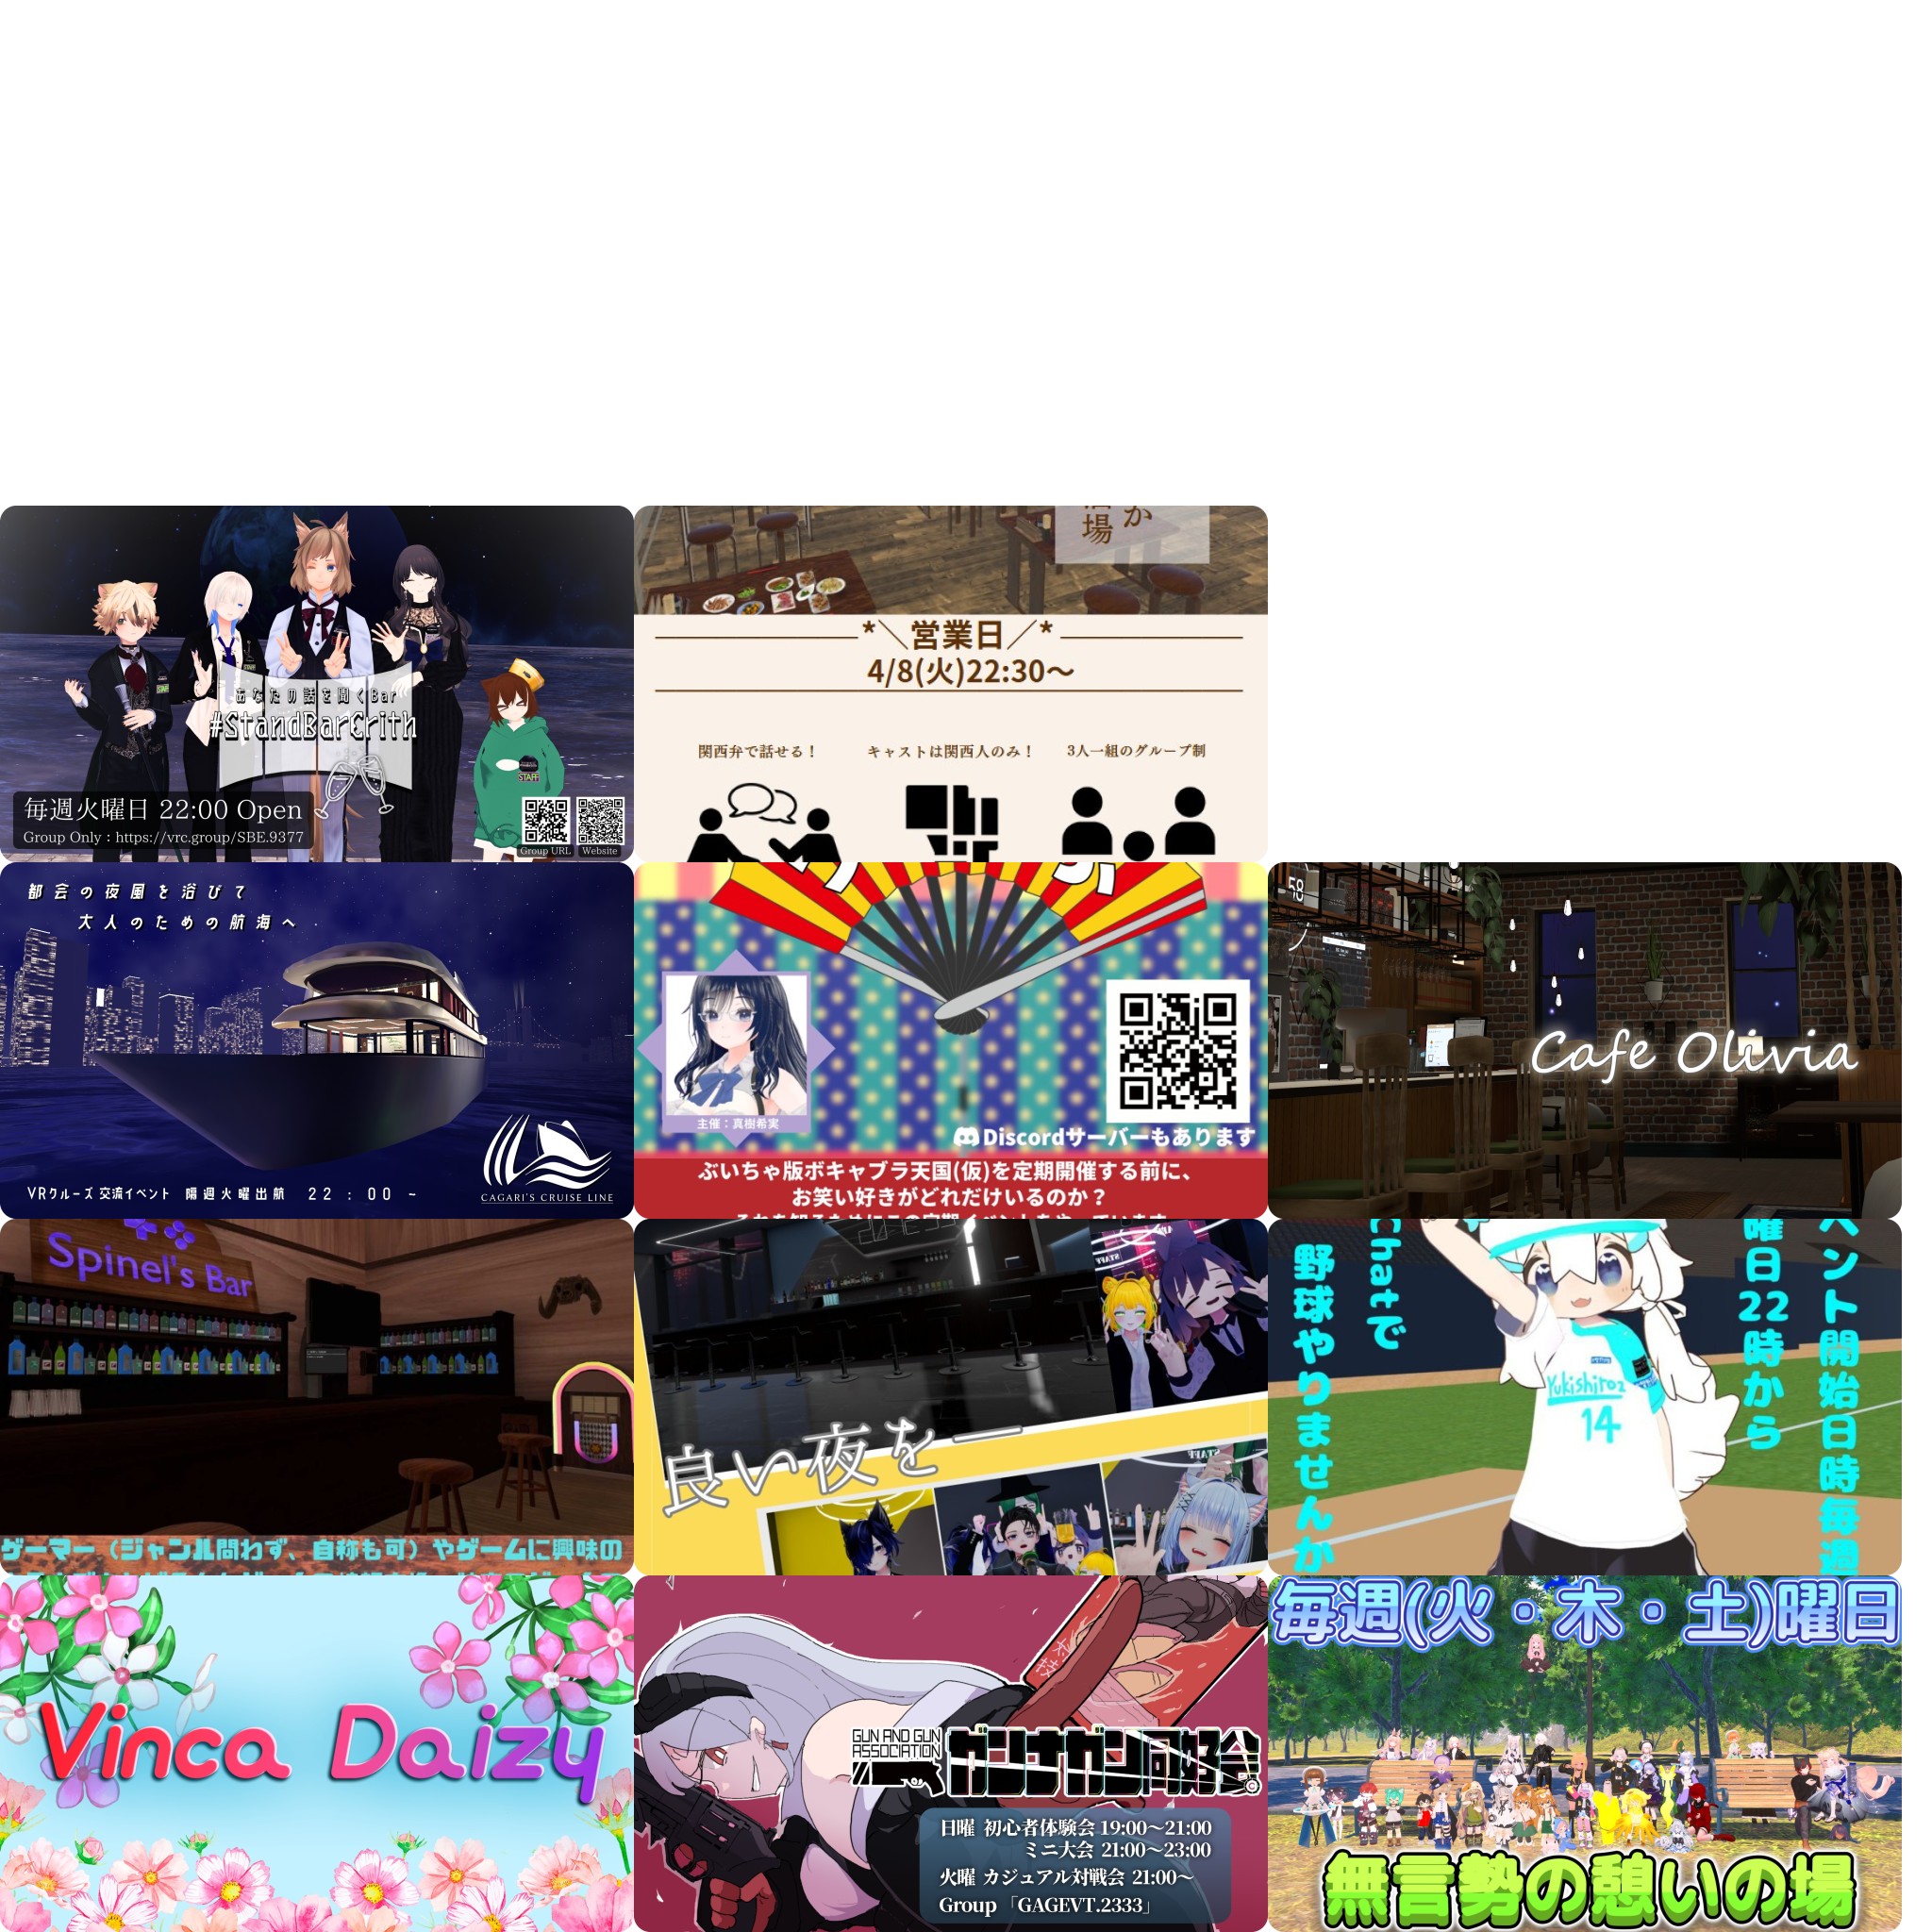 あなたの話を聞くBar
#StandBarErith
毎週火曜日 22:00 Open
Group Only : https://vrc.group/SBE.9377
Group URL
Website
STAFF
か
酒場
*＼営業日／*
4/8(火)22:30〜
関西弁で話せる！
キャストは関西人のみ！
3人一組のグループ制
都会の夜風を浴びて
大人のための航海へ
VRクルーズ交流イベント 隔週火曜出航 22:00 ~
CAGARI'S CRUISE LINE
主催：真樹希実
Discordサーバーもあります
ぶいちゃ版ボキャブラ天国(仮)を定期開催する前に、
お笑い好きがどれだけいるのか？
58
Cafe Olivia
Spinel's Bar
ゲーマー（ジャンル問わず、自称も可）やゲームに興味の
良い夜を―
STAFF
ベント開始日時毎週
曜日22時から
Chatで
野球やりませんか
Yukishiroz
14
Vinca Daizy
GUN AND GUN
ASSOCIATION
ガンナガン同好会
日曜 初心者体験会 19:00〜21:00
ミニ大会 21:00〜23:00
火曜 カジュアル対戦会 21:00〜
Group「GAGEVT.2333」
毎週(火・木・土)曜日
無言勢の憩いの場